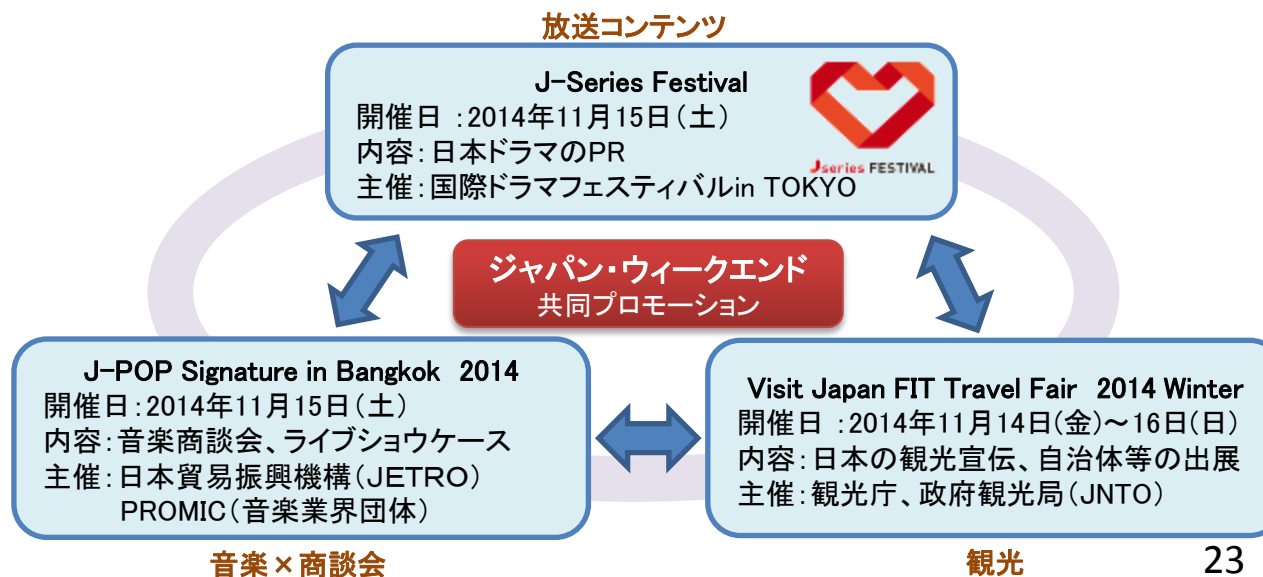 放送コンテンツ
J-Series Festival
開催日 :2014年11月15日(土)
内容:日本ドラマのPR
主催:国際ドラマフェスティバルin TOKYO
Jseries FESTIVAL
ジャパン・ウィークエンド
共同プロモーション
J-POP Signature in Bangkok 2014
開催日:2014年11月15日(土)
内容:音楽商談会、ライブショウケース
主催:日本貿易振興機構(JETRO)
PROMIC(音楽業界団体)
音楽×商談会
Visit Japan FIT Travel Fair 2014 Winter
開催日 :2014年11月14日(金)~16日(日)
内容:日本の観光宣伝、自治体等の出展
主催:観光庁、政府観光局(JNTO)
観光
23